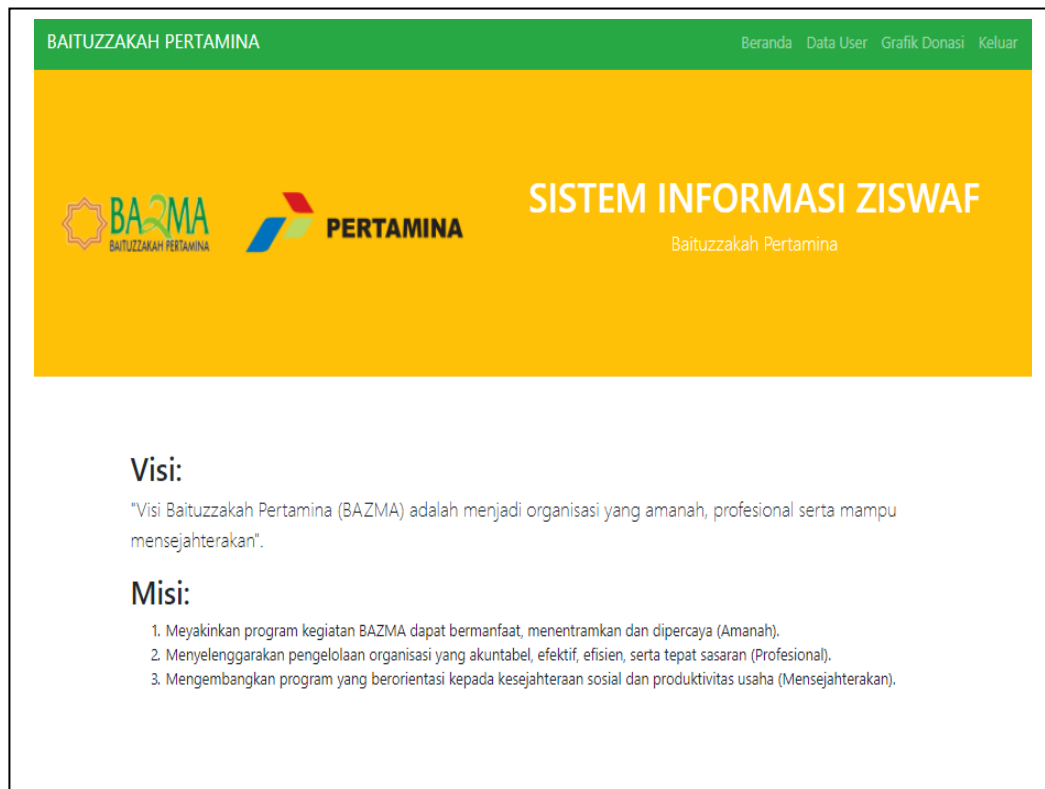 BAITUZZAKAH PERTAMINA
Beranda Data User Grafik Donasi Keluar
BAZMA
BAITUZZAKAH PERTAMINA
PERTAMINA
SISTEM INFORMASI ZISWAF
Baituzzakah Pertamina
Visi:
"Visi Baituzzakah Pertamina (BAZMA) adalah menjadi organisasi yang amanah, profesional serta mampu
mensejahterakan".
Misi:
1. Meyakinkan program kegiatan BAZMA dapat bermanfaat, menentramkan dan dipercaya (Amanah).
2. Menyelenggarakan pengelolaan organisasi yang akuntabel, efektif, efisien, serta tepat sasaran (Profesional).
3. Mengembangkan program yang berorientasi kepada kesejahteraan sosial dan produktivitas usaha (Mensejahterakan).